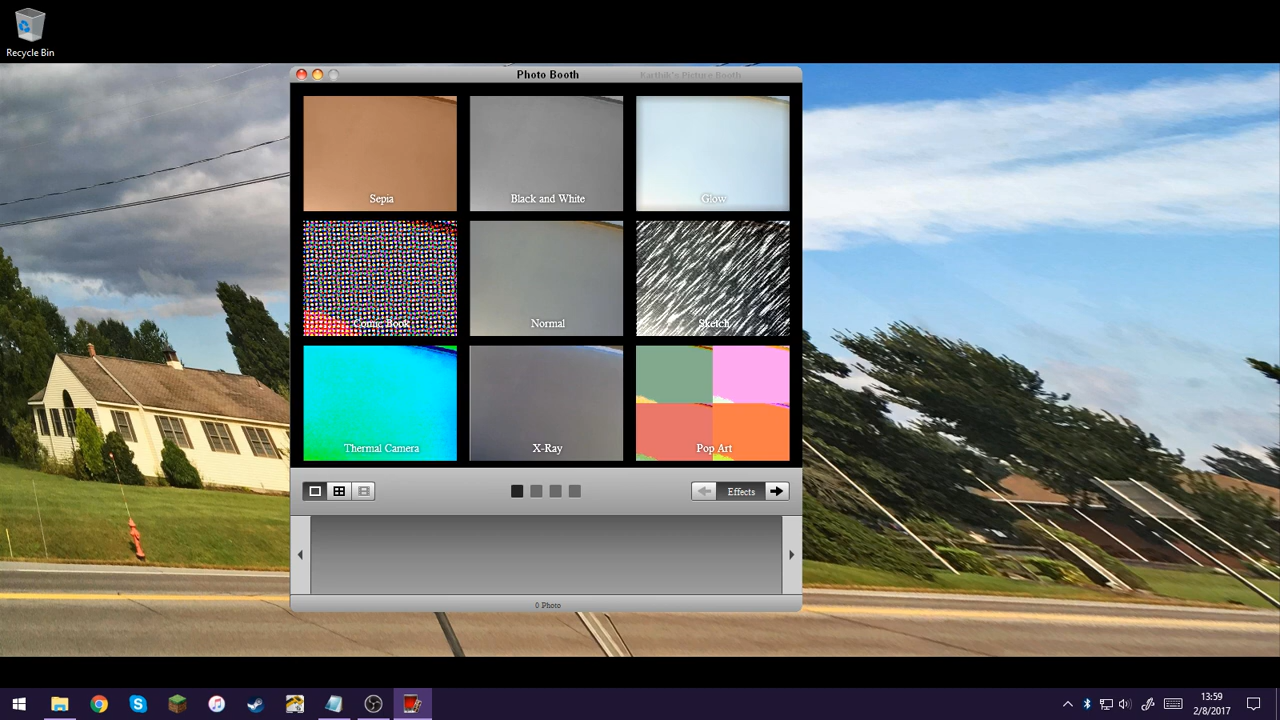 Recycle Bin
Photo Booth
Karthik's Picture Booth
Sepia
Black and White
Glow
Comic Book
Normal
Sketch
Thermal Camera
X-Ray
Pop Art
Effects
0 Photo
13:59
2/8/2017